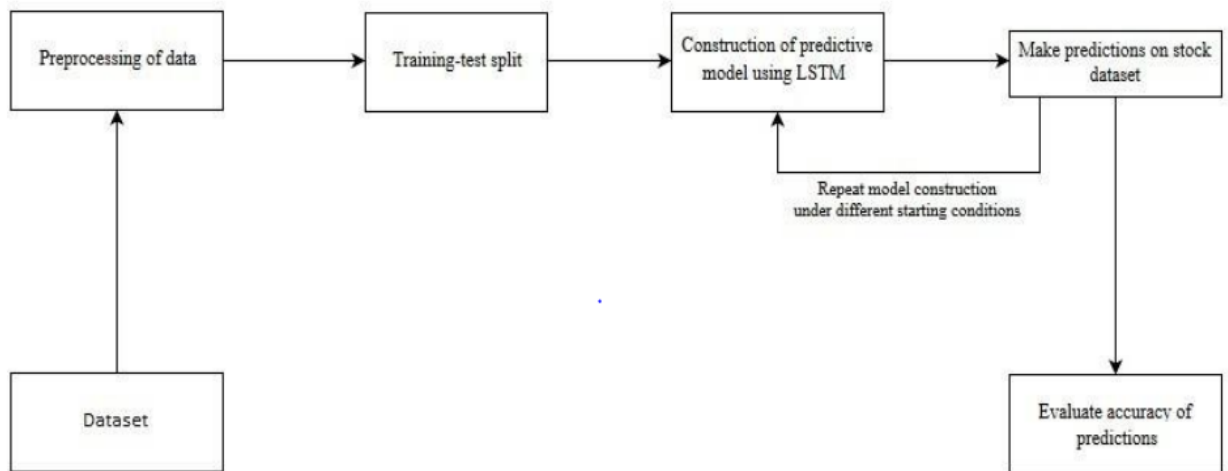 Preprocessing of data
Training-test split
Construction of predictive
model using LSTM
Make predictions on stock
dataset
Repeat model construction
under different starting conditions
Dataset
Evaluate accuracy of
predictions